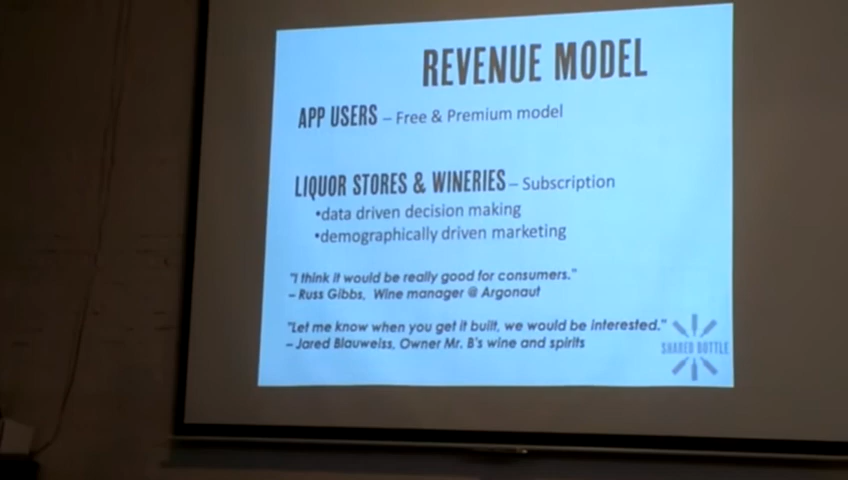 REVENUE MODEL
APP USERS – Free & Premium model
LIQUOR STORES & WINERIES – Subscription
•data driven decision making
•demographically driven marketing
"I think it would be really good for consumers."
– Russ Gibbs, Wine manager @ Argonaut
"Let me know when you get it built, we would be interested."
– Jared Blauweiss, Owner Mr. B's wine and spirits
SHARED BOTTLE